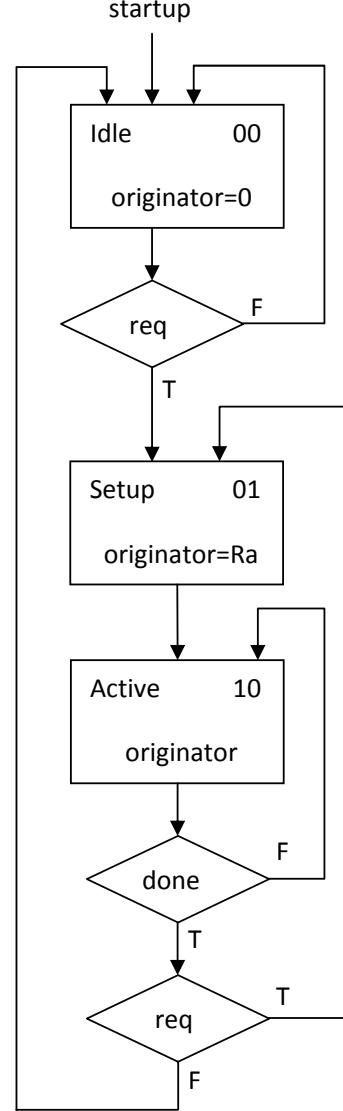 startup
Idle 00
originator=0
req
F
T
Setup 01
originator=Ra
Active 10
originator
done
F
T
req
T
F